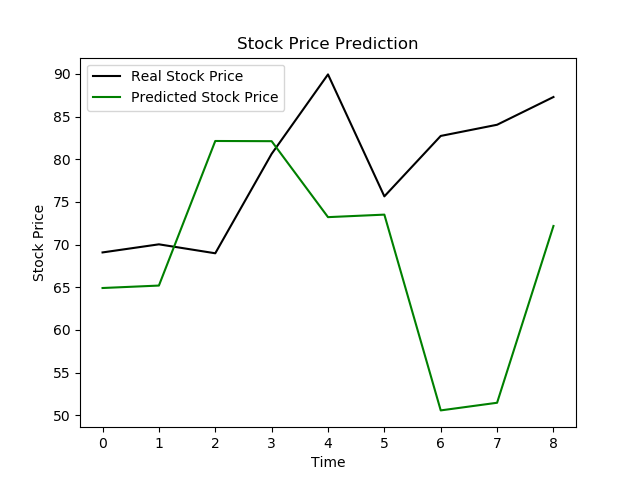 Stock Price Prediction
Real Stock Price
Predicted Stock Price
Stock Price
90
85
80
75
70
65
60
55
50
0 1 2 3 4 5 6 7 8
Time